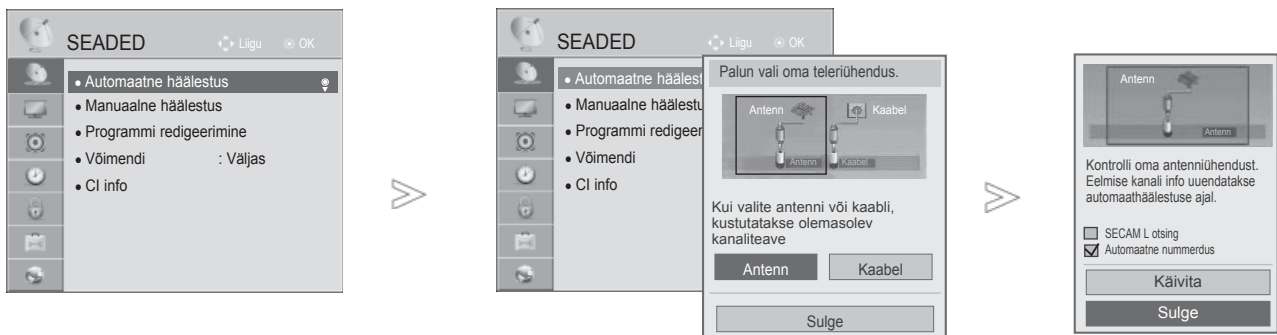 SEADED
Liigu
OK
• Automaatne häälestus
• Manuaalne häälestus
• Programmi redigeerimine
• Võimendi : Väljas
• CI info
>
SEADED
Liigu
OK
• Automaatne häälest
• Manuaalne häälestu
• Programmi redigeer
• Võimendi
• CI info
Palun vali oma teleriühendus.
Antenn
Kaabel
Antenn
Kaabel
Kui valite antenni või kaabli,
kustutatakse olemasolev
kanaliteave
Antenn
Kaabel
Sulge
>
Antenn
Antenn
Kontrolli oma antenniühendust.
Eelmise kanali info uuendatakse
automaathäälestuse ajal.
SECAM L otsing
Automaatne nummerdus
Käivita
Sulge